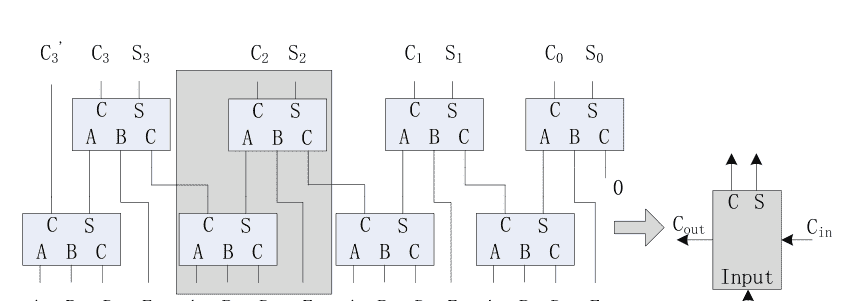 C₃' C₃ S₃ C₂ S₂ C₁ S₁ C₀ S₀
C S C S C S C S
A B C A B C A B C A B C
0
C S
C S C S C S C S
Cout Cin
A B C A B C A B C A B C
Input